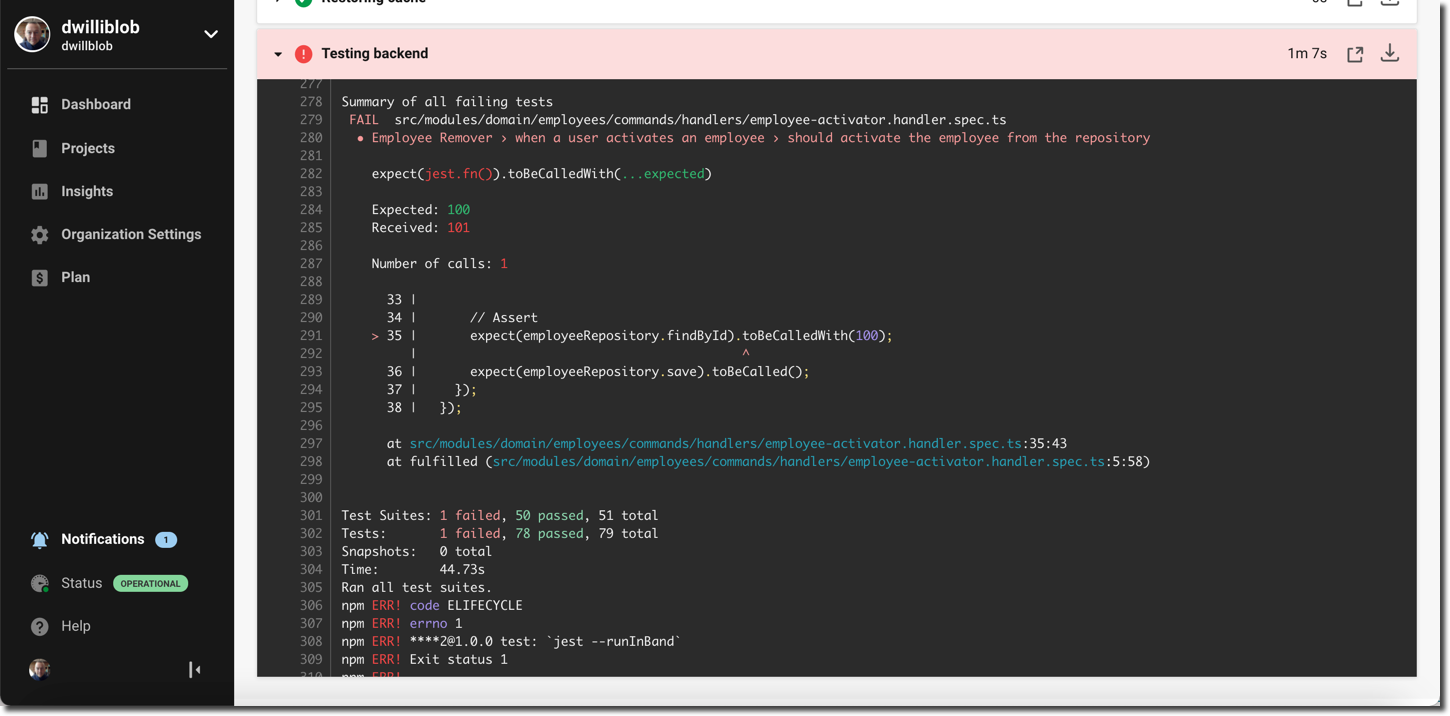 dwilliblob
dwillblob
Dashboard
Projects
Insights
Organization Settings
Plan
Notifications 1
Status OPERATIONAL
Help
Restoring cache
Testing backend 1m 7s
277
278 Summary of all failing tests
279 FAIL src/modules/domain/employees/commands/handlers/employee-activator.handler.spec.ts
280 • Employee Remover › when a user activates an employee › should activate the employee from the repository
281
282 expect(jest.fn()).toBeCalledWith(...expected)
283
284 Expected: 100
285 Received: 101
286
287 Number of calls: 1
288
289 33 |
290 34 | // Assert
291 > 35 | expect(employeeRepository.findById).toBeCalledWith(100);
292 | ^
293 36 | expect(employeeRepository.save).toBeCalled();
294 37 | });
295 38 | });
296
297 at src/modules/domain/employees/commands/handlers/employee-activator.handler.spec.ts:35:43
298 at fulfilled (src/modules/domain/employees/commands/handlers/employee-activator.handler.spec.ts:5:58)
299
300
301 Test Suites: 1 failed, 50 passed, 51 total
302 Tests: 1 failed, 78 passed, 79 total
303 Snapshots: 0 total
304 Time: 44.73s
305 Ran all test suites.
306 npm ERR! code ELIFECYCLE
307 npm ERR! errno 1
308 npm ERR! ****2@1.0.0 test: `jest --runInBand`
309 npm ERR! Exit status 1
310 npm ERR!